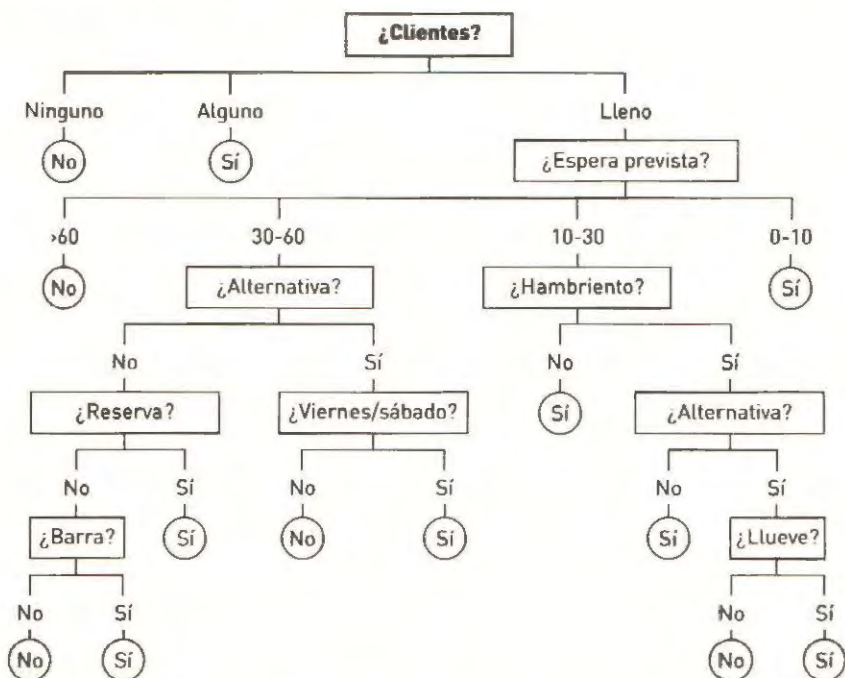 ¿Clientes?
Ninguno Alguno Lleno
No Sí ¿Espera prevista?
>60 30-60 10-30 0-10
No ¿Alternativa? ¿Hambriento? Sí
No Sí No Sí
¿Reserva? ¿Viernes/sábado? Sí ¿Alternativa?
No Sí No Sí No Sí
¿Barra? Sí No Sí Sí ¿Llueve?
No Sí No Sí
No Sí No Sí